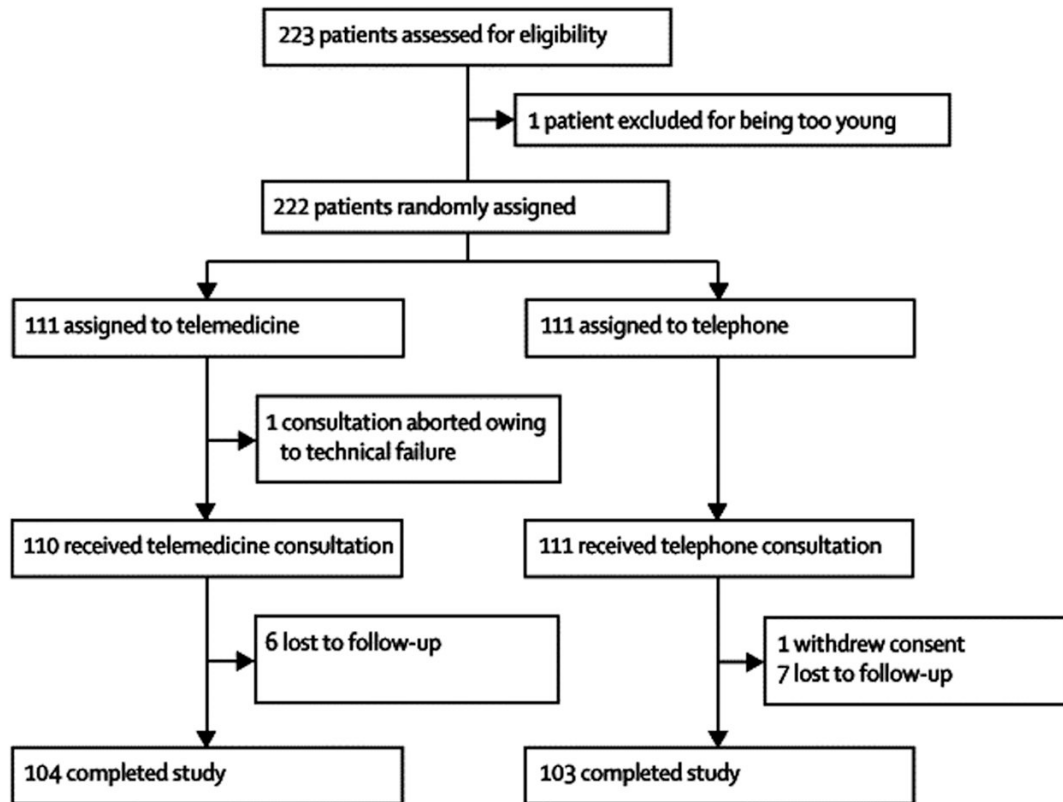 223 patients assessed for eligibility
1 patient excluded for being too young
222 patients randomly assigned
111 assigned to telemedicine
111 assigned to telephone
1 consultation aborted owing
to technical failure
110 received telemedicine consultation
111 received telephone consultation
6 lost to follow-up
1 withdrew consent
7 lost to follow-up
104 completed study
103 completed study